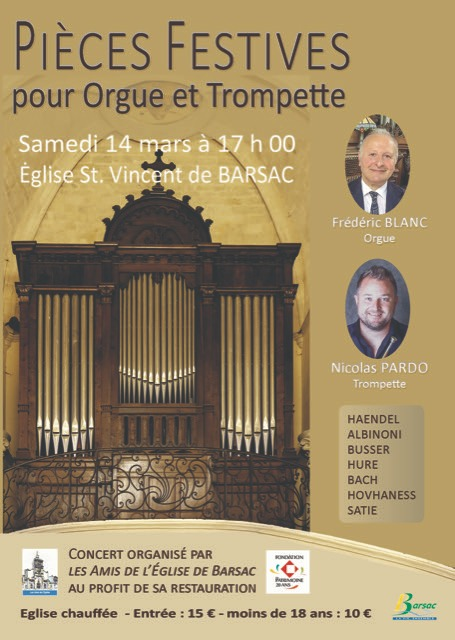 PIÈCES FESTIVES
pour Orgue et Trompette
Samedi 14 mars à 17 h 00
Église St. Vincent de BARSAC
Frédéric BLANC
Orgue
Nicolas PARDO
Trompette
HAENDEL
ALBINONI
BUSSER
HURE
BACH
HOVHANESS
SATIE
CONCERT ORGANISÉ PAR
LES AMIS DE L'ÉGLISE DE BARSAC
AU PROFIT DE SA RESTAURATION
FONDATION
PATRIMOINE
Eglise chauffée - Entrée : 15 € - moins de 18 ans : 10 €
Barsac